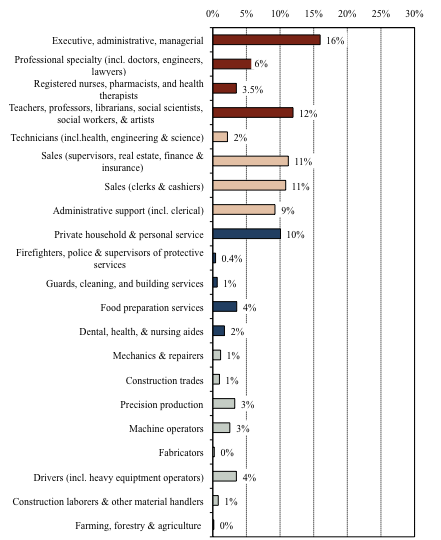 0% 5% 10% 15% 20% 25% 30%
Executive, administrative, managerial 16%
Professional specialty (incl. doctors, engineers,
lawyers) 6%
Registered nurses, pharmacists, and health
therapists 3.5%
Teachers, professors, librarians, social scientists,
social workers, & artists 12%
Technicians (incl.health, engineering & science) 2%
Sales (supervisors, real estate, finance &
insurance) 11%
Sales (clerks & cashiers) 11%
Administrative support (incl. clerical) 9%
Private household & personal service 10%
Firefighters, police & supervisors of protective
services 0.4%
Guards, cleaning, and building services 1%
Food preparation services 4%
Dental, health, & nursing aides 2%
Mechanics & repairers 1%
Construction trades 1%
Precision production 3%
Machine operators 3%
Fabricators 0%
Drivers (incl. heavy equiptment operators) 4%
Construction laborers & other material handlers 1%
Farming, forestry & agriculture 0%